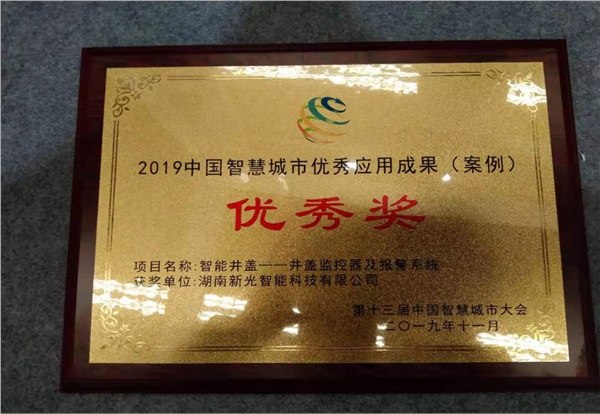 2019中国智慧城市优秀应用成果（案例）
优秀奖
项目名称:智能井盖——井盖监控器及报警系统
获奖单位:湖南新光智能科技有限公司
第十三届中国智慧城市大会
二〇一九年十一月